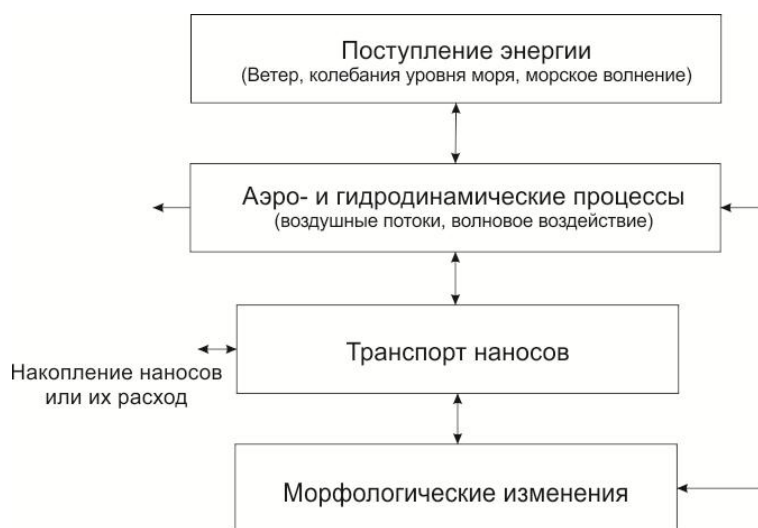 Поступление энергии
(Ветер, колебания уровня моря, морское волнение)
Аэро- и гидродинамические процессы
(воздушные потоки, волновое воздействие)
Транспорт наносов
Накопление наносов
или их расход
Морфологические изменения